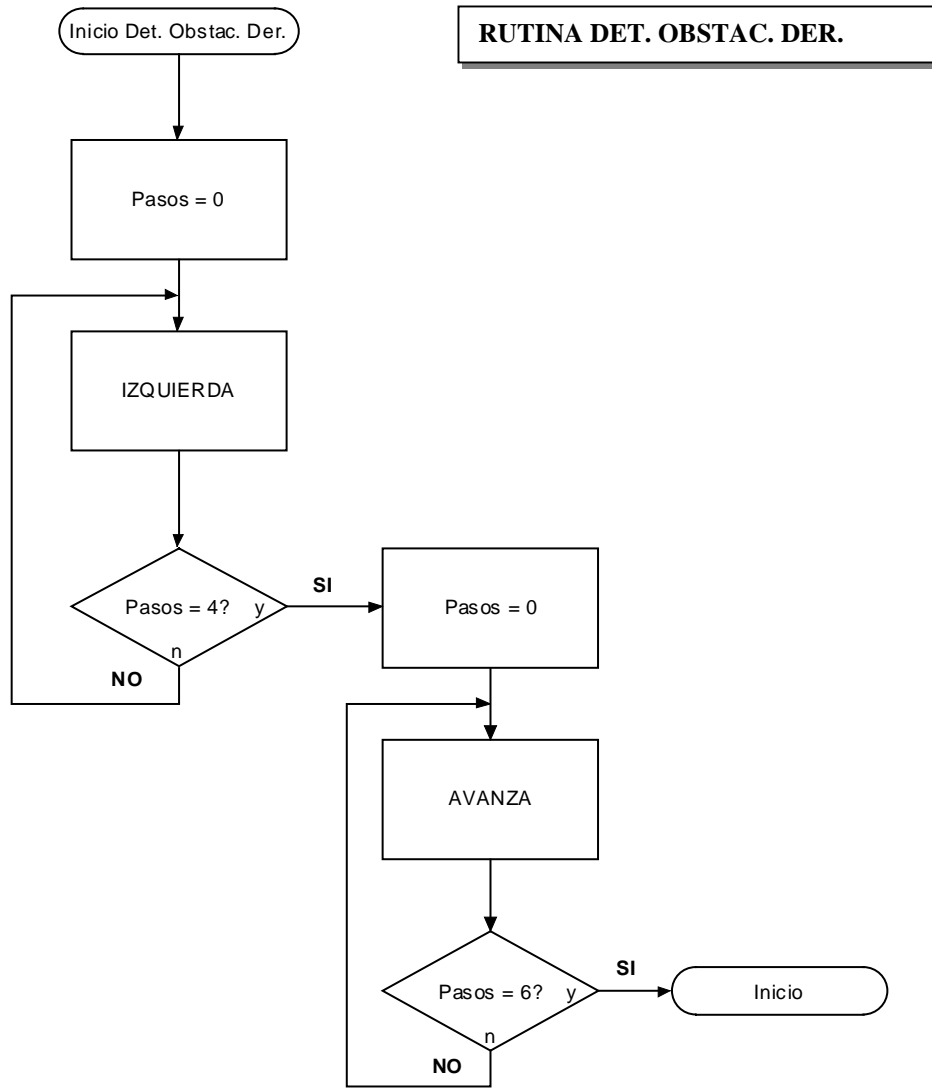 Inicio Det. Obstac. Der.
RUTINA DET. OBSTAC. DER.
Pasos = 0
IZQUIERDA
Pasos = 4?
y
SI
n
NO
Pasos = 0
AVANZA
Pasos = 6?
y
SI
n
NO
Inicio